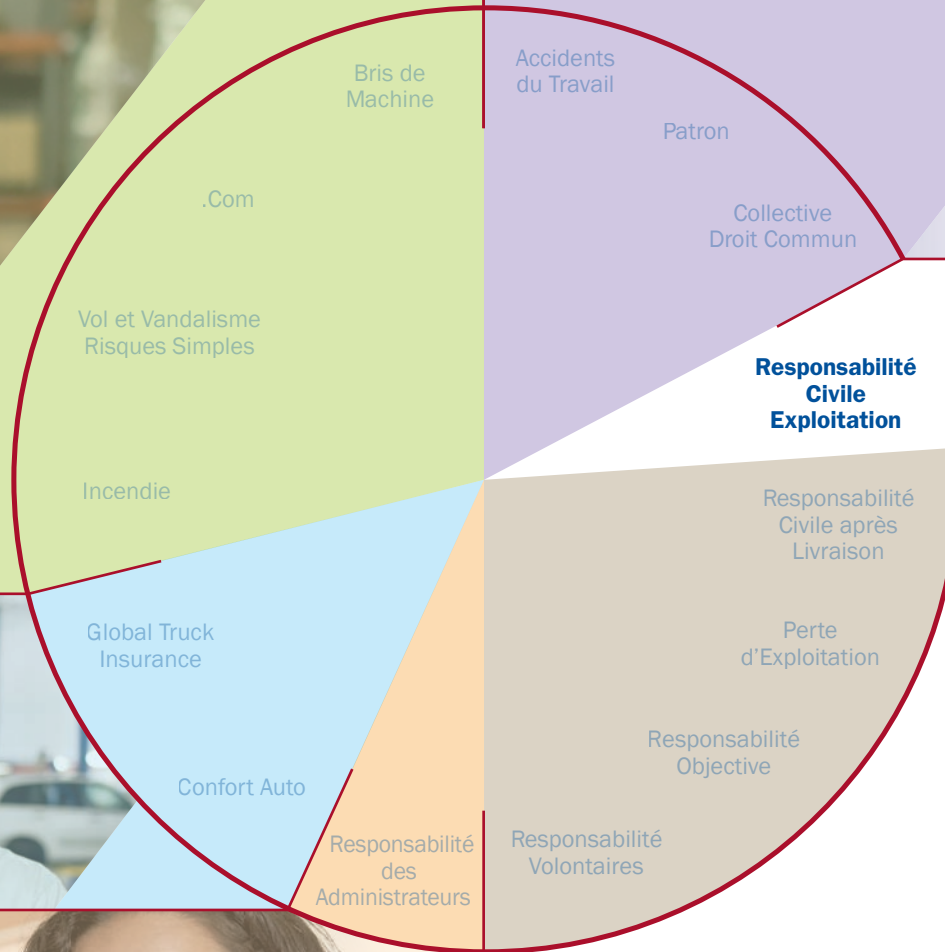 Accidents
du Travail
Patron
Collective
Droit Commun
Responsabilité
Civile
Exploitation
Responsabilité
Civile après
Livraison
Perte
d’Exploitation
Responsabilité
Objective
Responsabilité
Volontaires
Responsabilité
des
Administrateurs
Confort Auto
Global Truck
Insurance
Incendie
Vol et Vandalisme
Risques Simples
.Com
Bris de
Machine